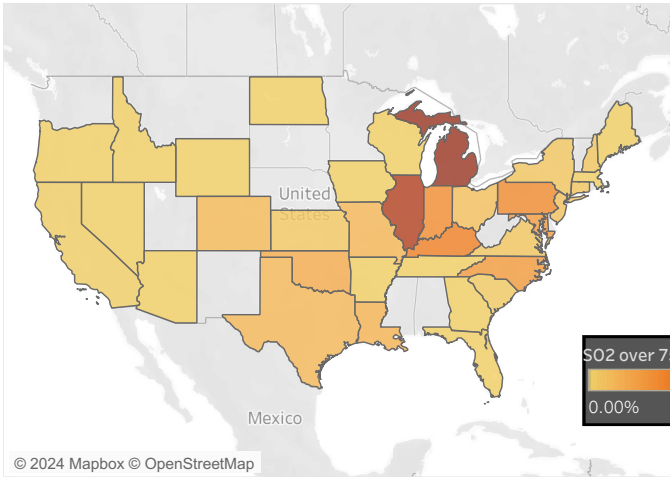 United
States
SO2 over 7
0.00%
Mexico
© 2024 Mapbox © OpenStreetMap